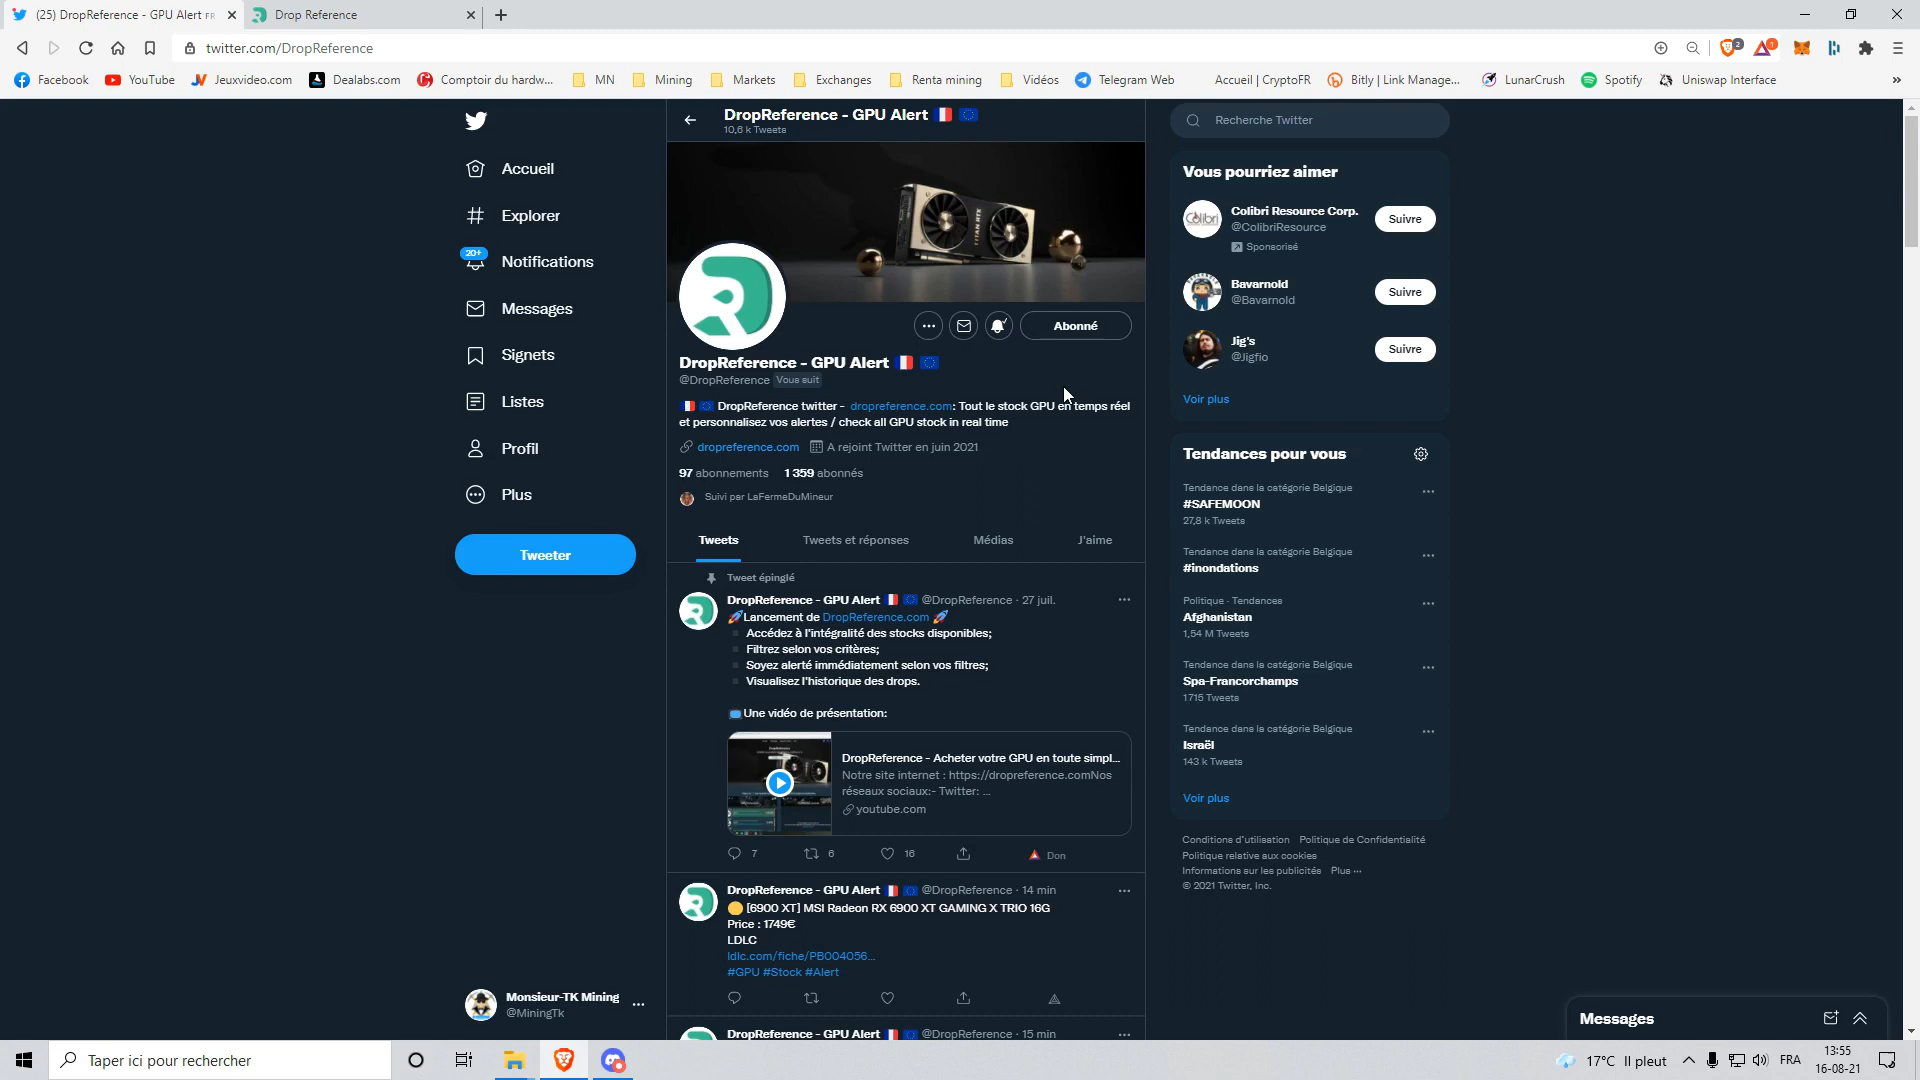 (25) DropReference - GPU Alert FR
Drop Reference
twitter.com/DropReference
2
1
Facebook
YouTube
Jeuxvideo.com
Dealabs.com
Comptoir du hardw...
MN
Mining
Markets
Exchanges
Renta mining
Vidéos
Telegram Web
Accueil | CryptoFR
Bitly | Link Manage...
LunarCrush
Spotify
Uniswap Interface
»
DropReference - GPU Alert 🇫🇷 🇪🇺
10,6 k Tweets
Accueil
Explorer
20+
Notifications
Messages
Signets
Listes
Profil
Plus
Tweeter
Monsieur-TK Mining
@MiningTk
TITAN RTX
Abonné
DropReference - GPU Alert 🇫🇷 🇪🇺
@DropReference Vous suit
🇫🇷 🇪🇺 DropReference twitter - dropreference.com: Tout le stock GPU en temps réel
et personnalisez vos alertes / check all GPU stock in real time
dropreference.com A rejoint Twitter en juin 2021
97 abonnements 1 359 abonnés
Suivi par LaFermeDuMineur
Tweets
Tweets et réponses
Médias
J'aime
Tweet épinglé
DropReference - GPU Alert 🇫🇷 🇪🇺 @DropReference · 27 juil.
🚀Lancement de DropReference.com 🚀
▪ Accédez à l'intégralité des stocks disponibles;
▪ Filtrez selon vos critères;
▪ Soyez alerté immédiatement selon vos filtres;
▪ Visualisez l'historique des drops.
Une vidéo de présentation:
DropReference - Acheter votre GPU en toute simpl...
Notre site internet : https://dropreference.comNos
réseaux sociaux:- Twitter: ...
youtube.com
7
6
16
Don
DropReference - GPU Alert 🇫🇷 🇪🇺 @DropReference · 14 min
🟡 [6900 XT] MSI Radeon RX 6900 XT GAMING X TRIO 16G
Price : 1749€
LDLC
ldlc.com/fiche/PB004056...
#GPU #Stock #Alert
DropReference - GPU Alert 🇫🇷 🇪🇺 @DropReference · 15 min
Recherche Twitter
Vous pourriez aimer
Colibri
Colibri Resource Corp.
@ColibriResource
Sponsorisé
Suivre
Bavarnold
@Bavarnold
Suivre
Jig's
@Jigfio
Suivre
Voir plus
Tendances pour vous
Tendance dans la catégorie Belgique
#SAFEMOON
27,8 k Tweets
Tendance dans la catégorie Belgique
#inondations
Politique · Tendances
Afghanistan
1,54 M Tweets
Tendance dans la catégorie Belgique
Spa-Francorchamps
1 715 Tweets
Tendance dans la catégorie Belgique
Israël
143 k Tweets
Voir plus
Conditions d'utilisation Politique de Confidentialité
Politique relative aux cookies
Informations sur les publicités Plus ···
© 2021 Twitter, Inc.
Messages
Taper ici pour rechercher
17°C Il pleut
FRA
13:55
16-08-21